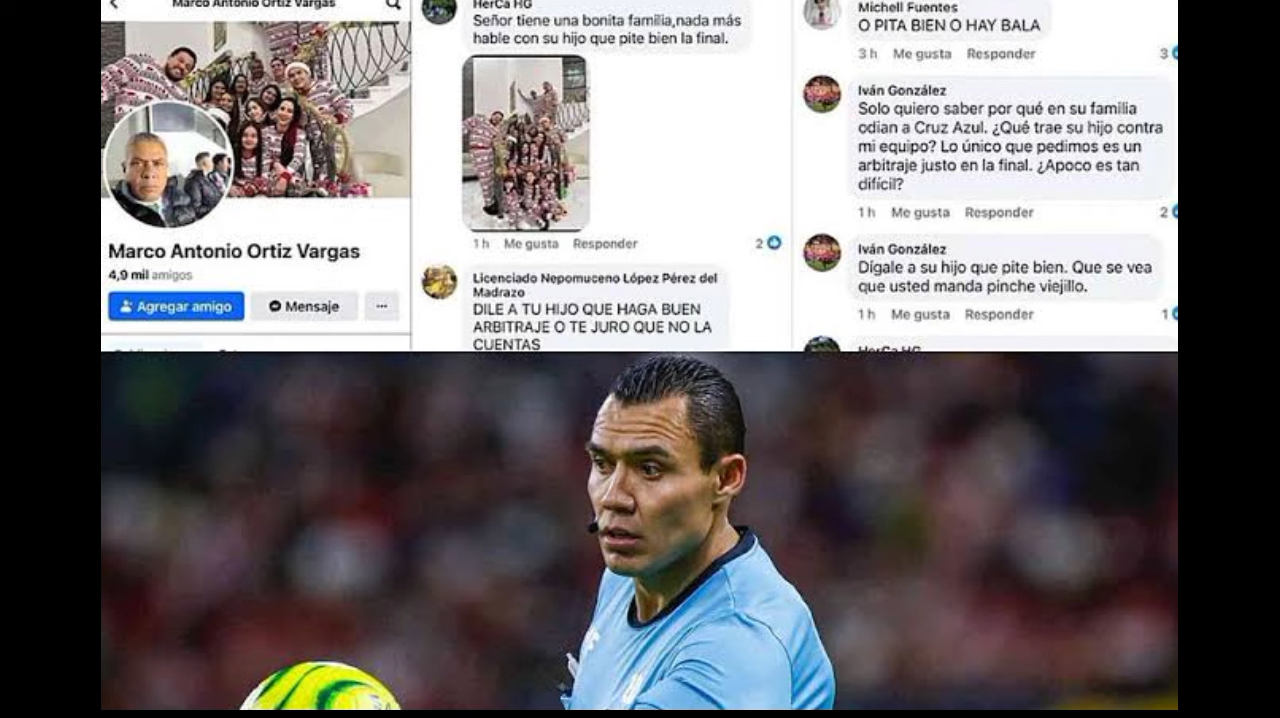 Marco Antonio Ortiz Vargas
Marco Antonio Ortiz Vargas
4,9 mil amigos
Agregar amigo
Mensaje
...
HerCa HG
Señor tiene una bonita familia,nada más
hable con su hijo que pite bien la final.
1 h Me gusta Responder
2
Licenciado Nepomuceno López Pérez del
Madrazo
DILE A TU HIJO QUE HAGA BUEN
ARBITRAJE O TE JURO QUE NO LA
CUENTAS
Michell Fuentes
O PITA BIEN O HAY BALA
3 h Me gusta Responder
3
Iván González
Solo quiero saber por qué en su familia
odian a Cruz Azul. ¿Qué trae su hijo contra
mi equipo? Lo único que pedimos es un
arbitraje justo en la final. ¿Apoco es tan
difícil?
1 h Me gusta Responder
2
Iván González
Dígale a su hijo que pite bien. Que se vea
que usted manda pinche viejillo.
1 h Me gusta Responder
1
HerCa HG